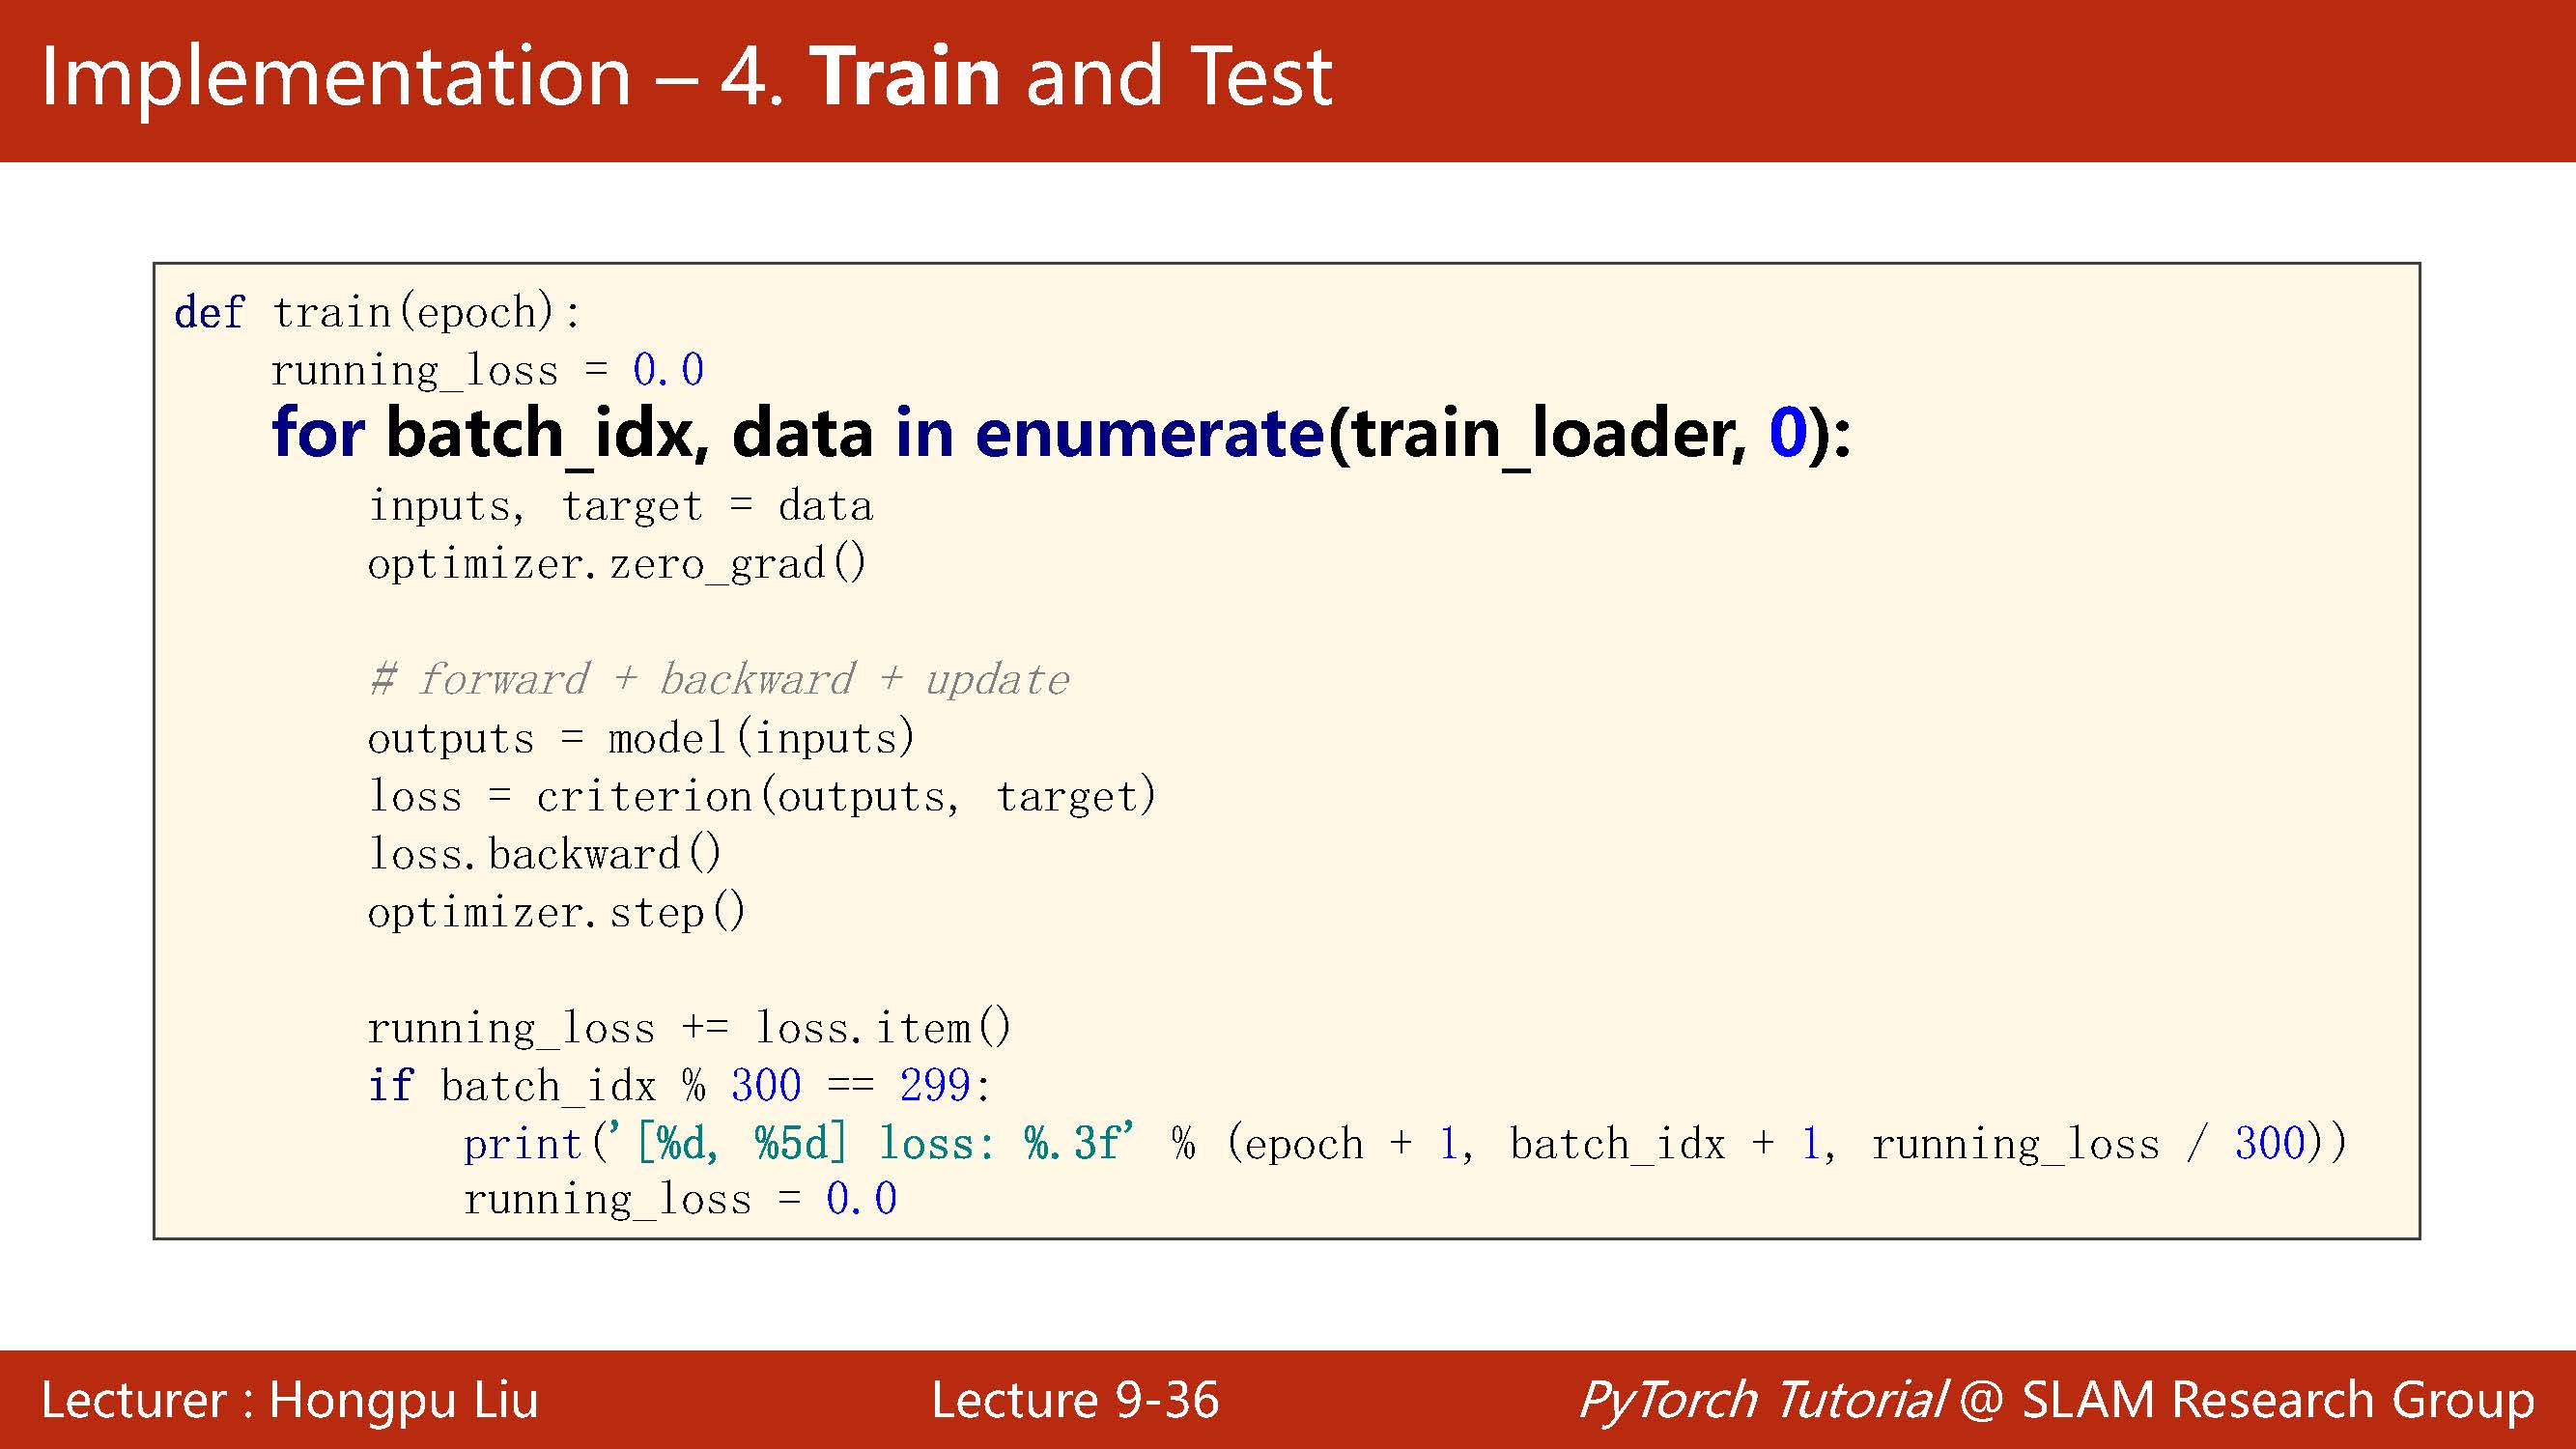 Implementation – 4. Train and Test
def train(epoch):
    running_loss = 0.0
    for batch_idx, data in enumerate(train_loader, 0):
        inputs, target = data
        optimizer.zero_grad()
        # forward + backward + update
        outputs = model(inputs)
        loss = criterion(outputs, target)
        loss.backward()
        optimizer.step()
        running_loss += loss.item()
        if batch_idx % 300 == 299:
            print('[%d, %5d] loss: %.3f' % (epoch + 1, batch_idx + 1, running_loss / 300))
            running_loss = 0.0
Lecturer : Hongpu Liu
Lecture 9-36
PyTorch Tutorial @ SLAM Research Group